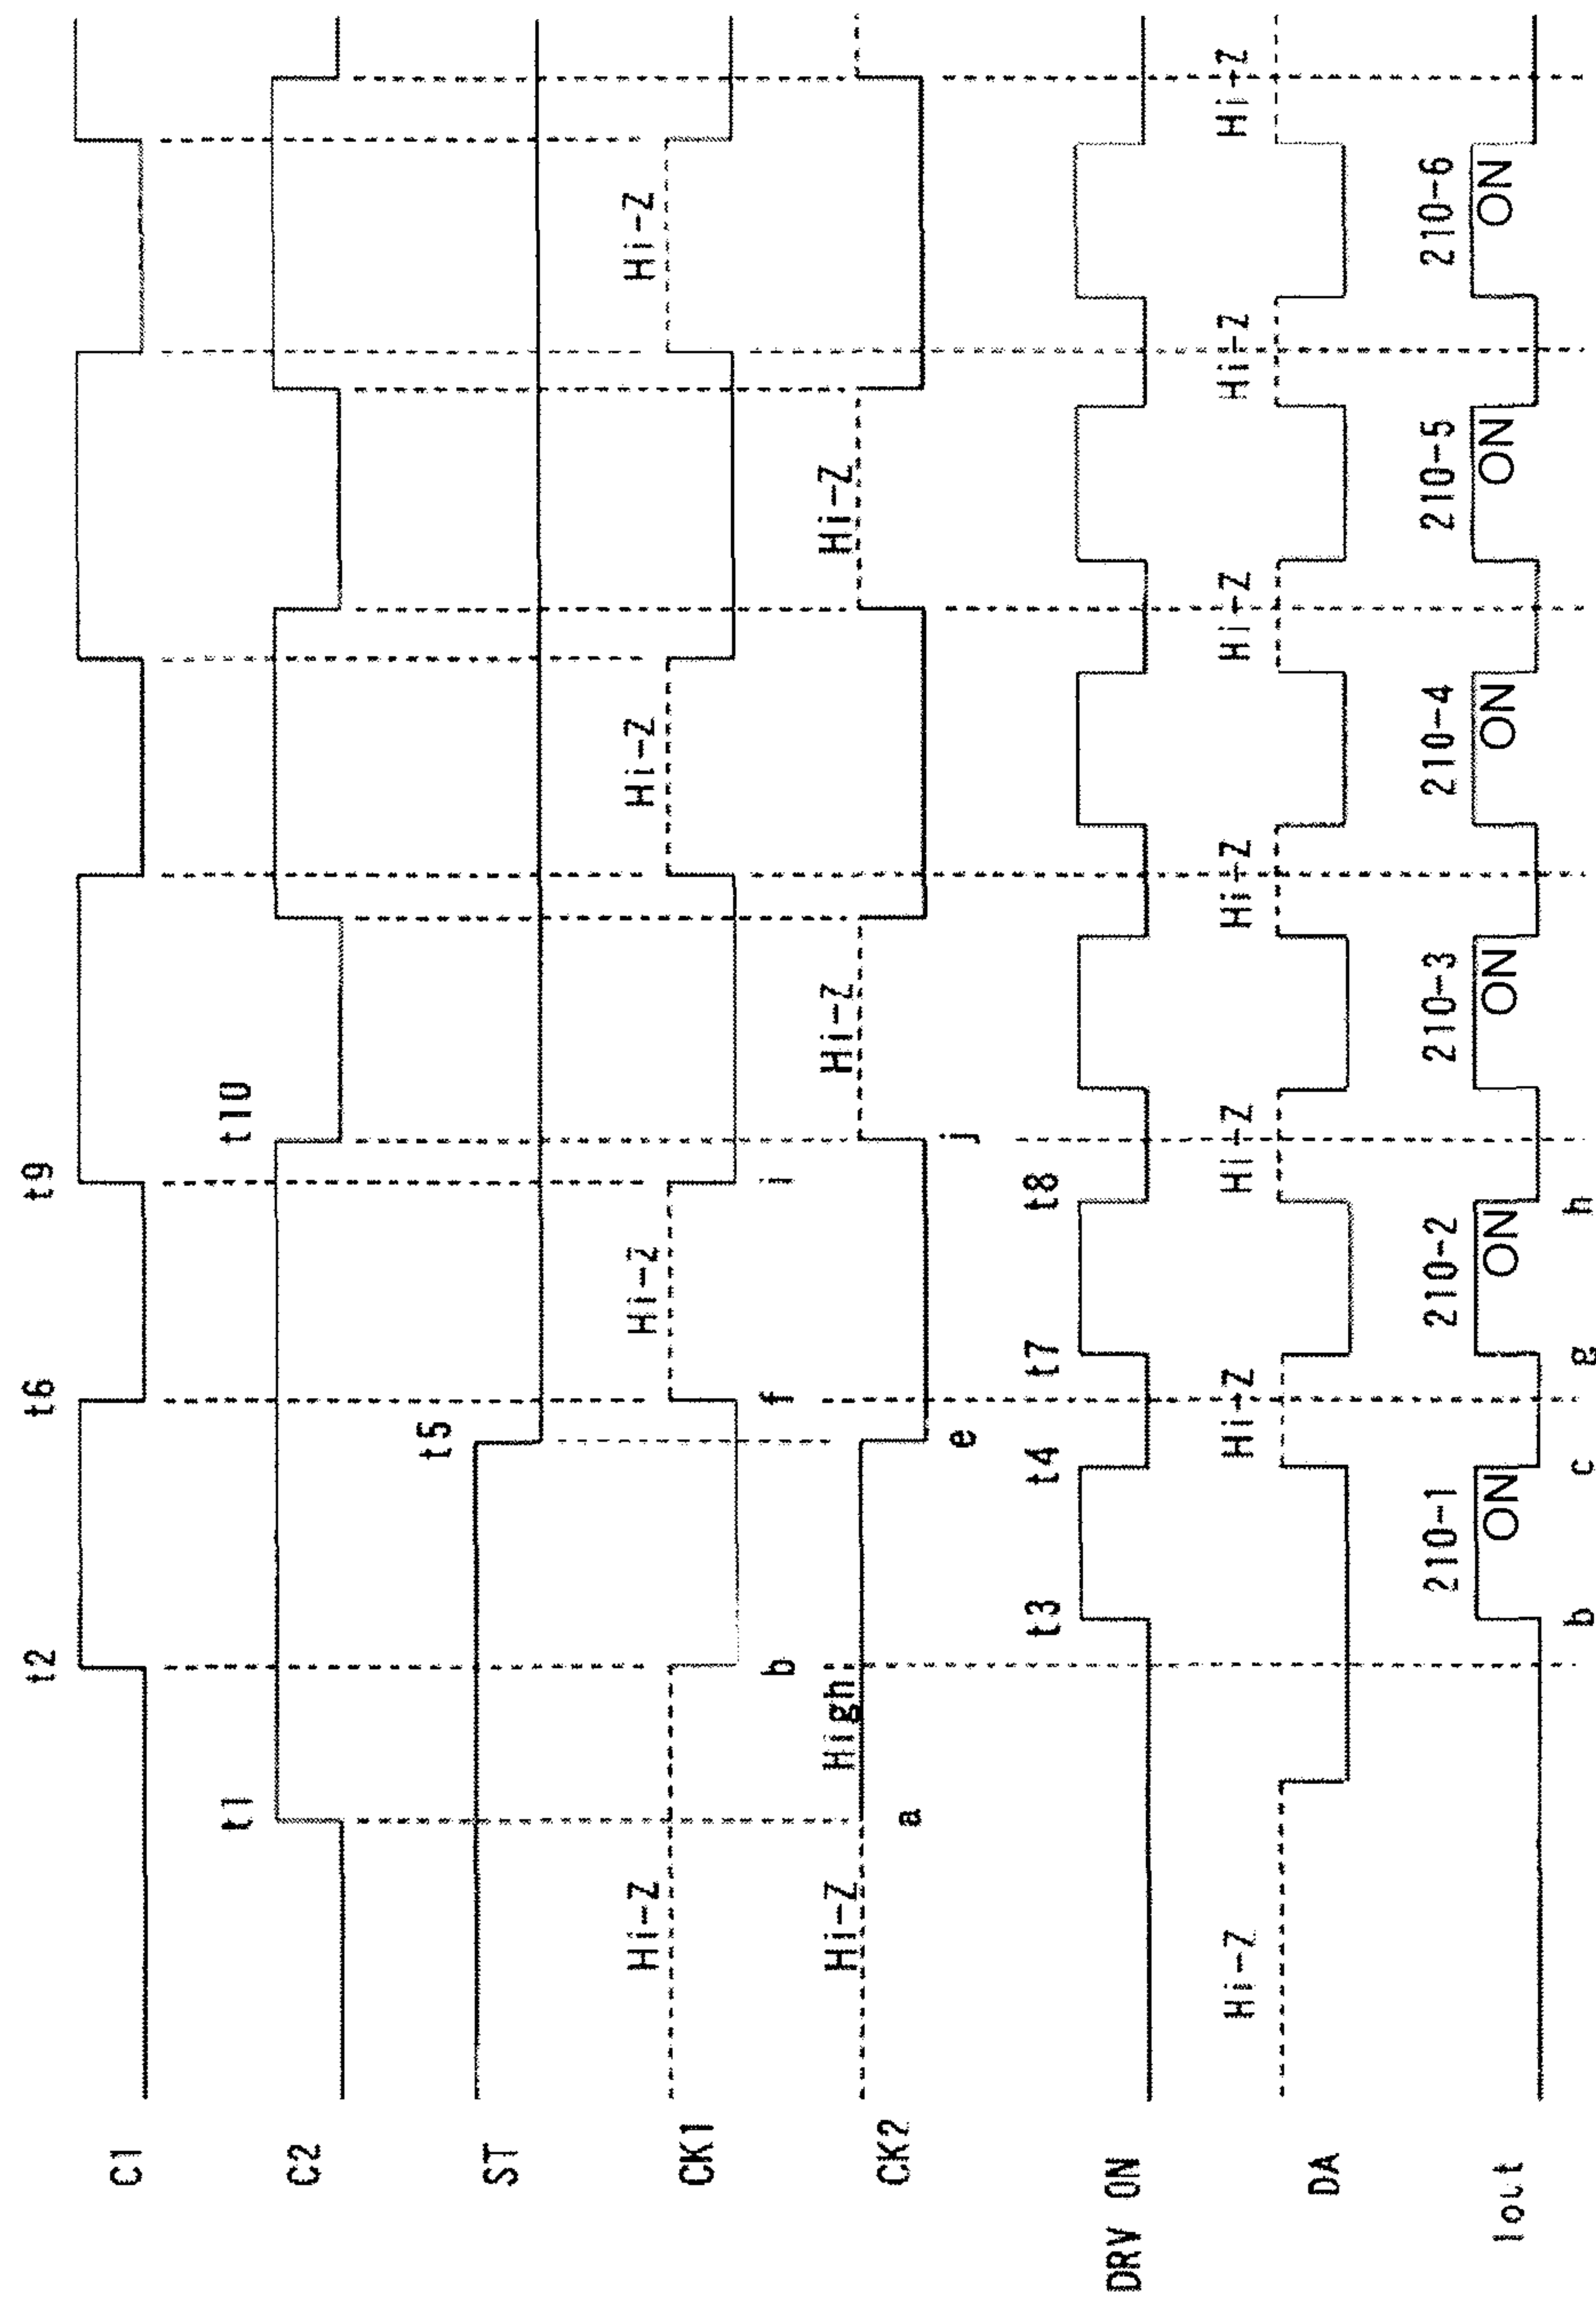 t2 t6 t9
C1
t1 t10
C2
t5
ST
Hi-Z Hi-Z Hi-Z Hi-Z
CK1
b f i
Hi-Z High Hi-Z Hi-Z
CK2
a e j
t3 t4 t7 t8
DRV ON
Hi-Z Hi-Z Hi-Z Hi-Z Hi-Z Hi-Z Hi-Z
DA
210-1 210-2 210-3 210-4 210-5 210-6
Iout ON ON ON ON ON ON
b c g h